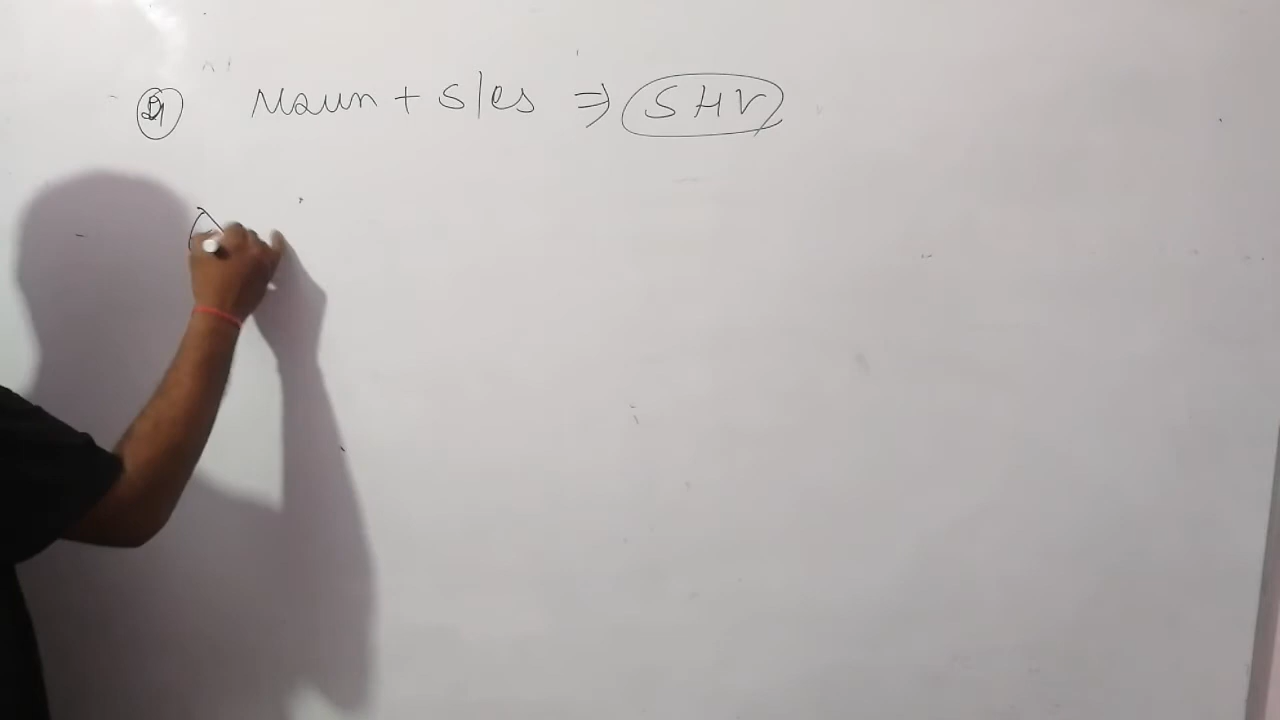 Noun + s/es ⇒ SHV